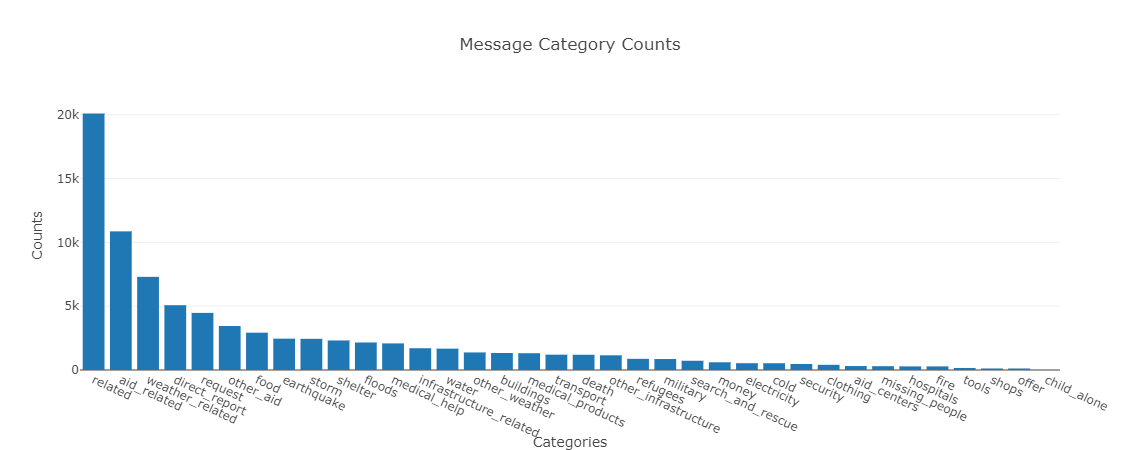 Message Category Counts
20k
15k
10k
5k
0
Counts
related
aid_related
weather_related
direct_report
request
other_aid
food
earthquake
storm
shelter
floods
medical_help
infrastructure_related
water
other_weather
buildings
medical_products
transport
death
other_infrastructure
refugees
military
search_and_rescue
money
electricity
cold
security
clothing
aid_centers
missing_people
hospitals
fire
tools
shops
offer
child_alone
Categories